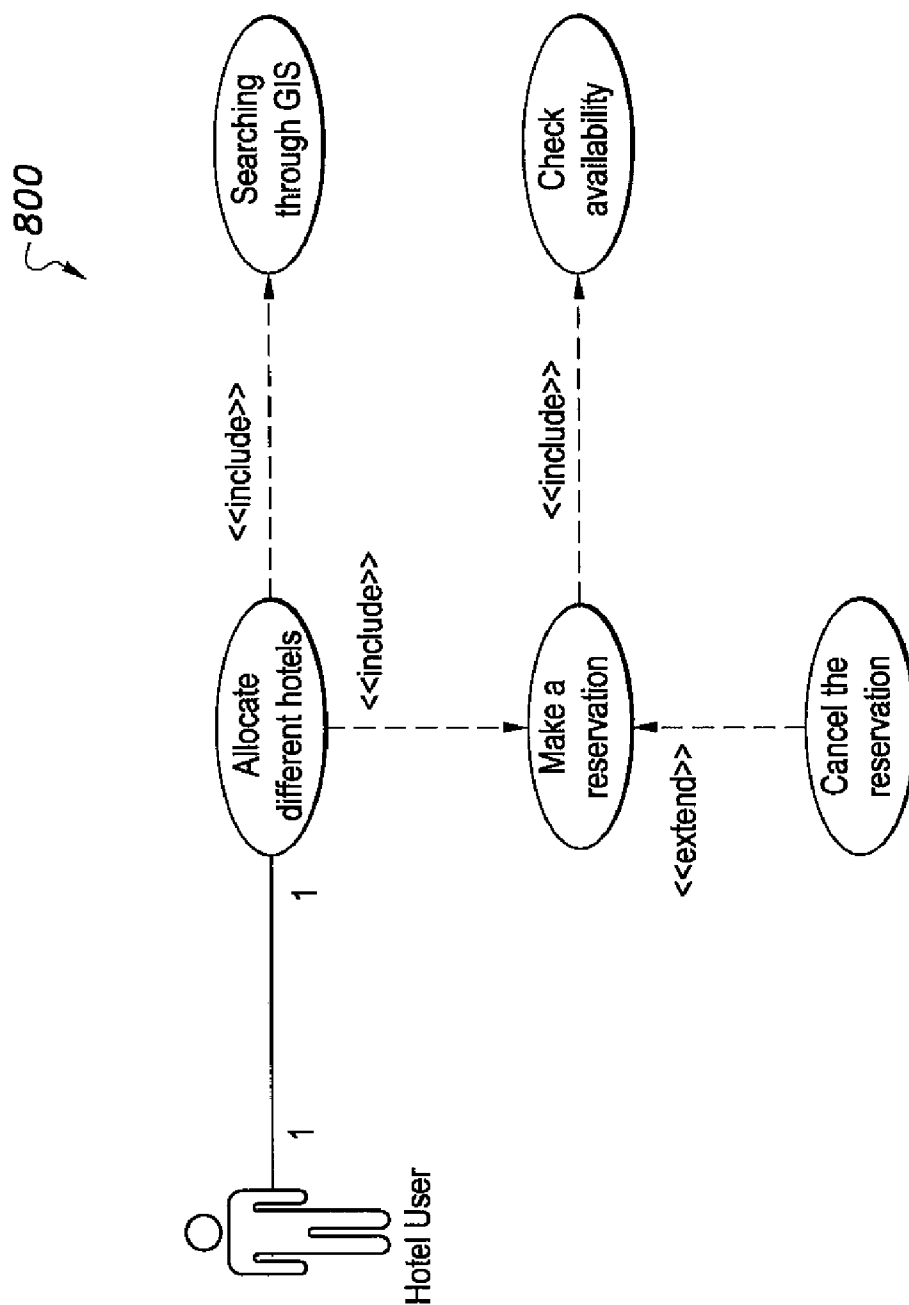 800
Searching
through GIS
<<include>>
Allocate
different hotels
1
1
Hotel User
<<include>>
Check
availability
<<include>>
Make a
reservation
<<extend>>
Cancel the
reservation